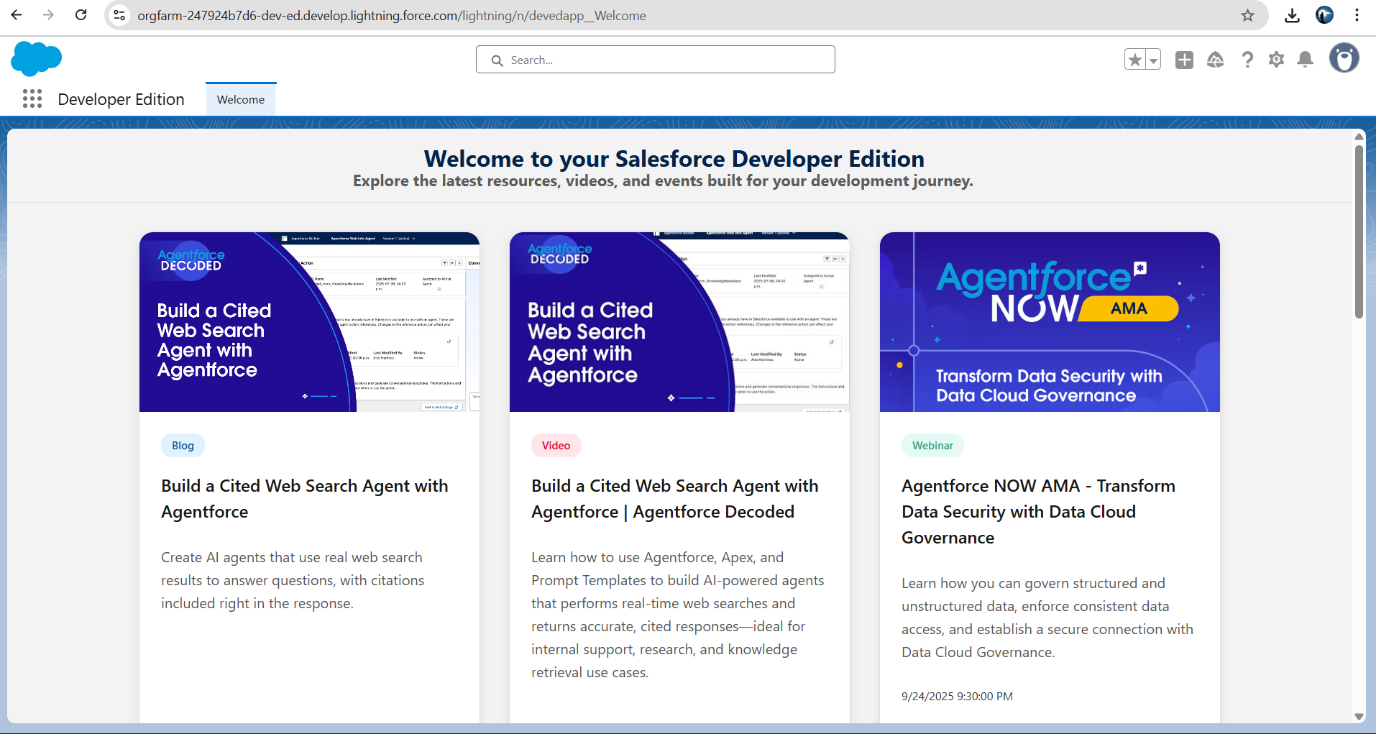 orgfarm-247924b7d6-dev-ed.develop.lightning.force.com/lightning/n/devedapp__Welcome
Search...
Developer Edition
Welcome
Welcome to your Salesforce Developer Edition
Explore the latest resources, videos, and events built for your development journey.
Agentforce
DECODED
Build a Cited
Web Search
Agent with
Agentforce
Blog
Build a Cited Web Search Agent with
Agentforce
Create AI agents that use real web search
results to answer questions, with citations
included right in the response.
Agentforce
DECODED
Build a Cited
Web Search
Agent with
Agentforce
Video
Build a Cited Web Search Agent with
Agentforce | Agentforce Decoded
Learn how to use Agentforce, Apex, and
Prompt Templates to build AI-powered agents
that performs real-time web searches and
returns accurate, cited responses—ideal for
internal support, research, and knowledge
retrieval use cases.
Agentforce
NOW AMA
Transform Data Security with
Data Cloud Governance
Webinar
Agentforce NOW AMA - Transform
Data Security with Data Cloud
Governance
Learn how you can govern structured and
unstructured data, enforce consistent data
access, and establish a secure connection with
Data Cloud Governance.
9/24/2025 9:30:00 PM